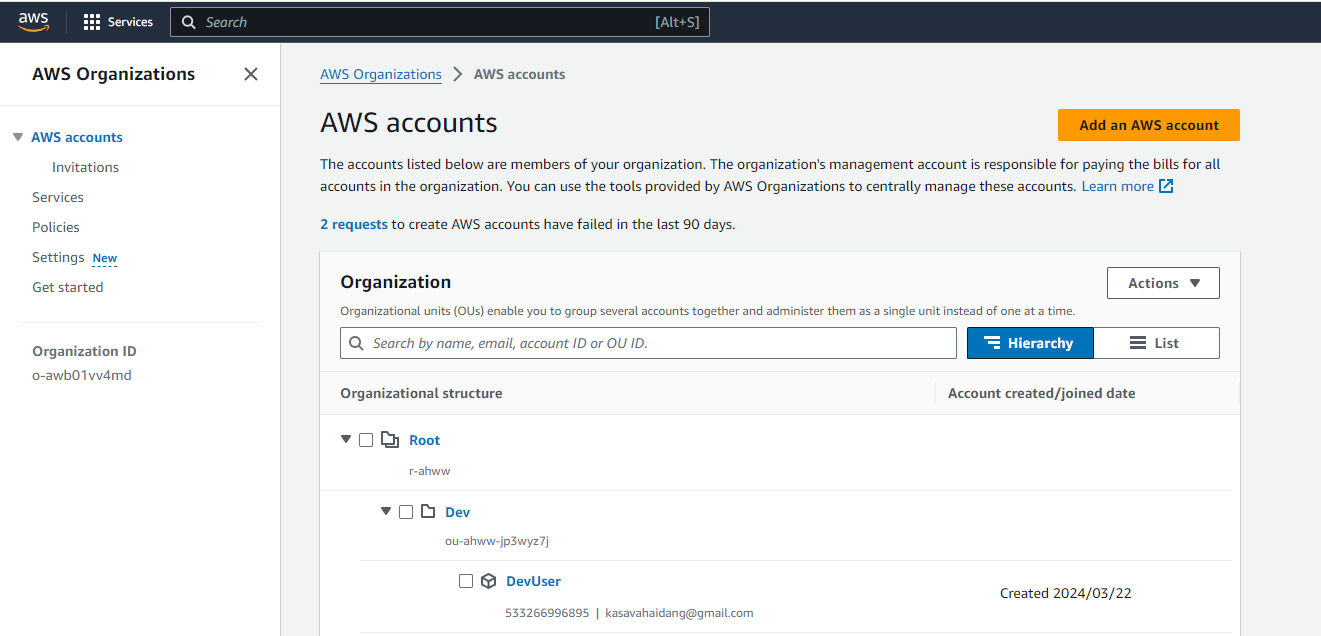 aws Services Search [Alt+S]
AWS Organizations
AWS accounts
Invitations
Services
Policies
Settings New
Get started
Organization ID
o-awb01vv4md
AWS Organizations AWS accounts
AWS accounts
Add an AWS account
The accounts listed below are members of your organization. The organization's management account is responsible for paying the bills for all
accounts in the organization. You can use the tools provided by AWS Organizations to centrally manage these accounts. Learn more
2 requests to create AWS accounts have failed in the last 90 days.
Organization
Actions
Organizational units (OUs) enable you to group several accounts together and administer them as a single unit instead of one at a time.
Search by name, email, account ID or OU ID.
Hierarchy List
Organizational structure Account created/joined date
Root
r-ahww
Dev
ou-ahww-jp3wyz7j
DevUser
Created 2024/03/22
533266996895 | kasavahaidang@gmail.com